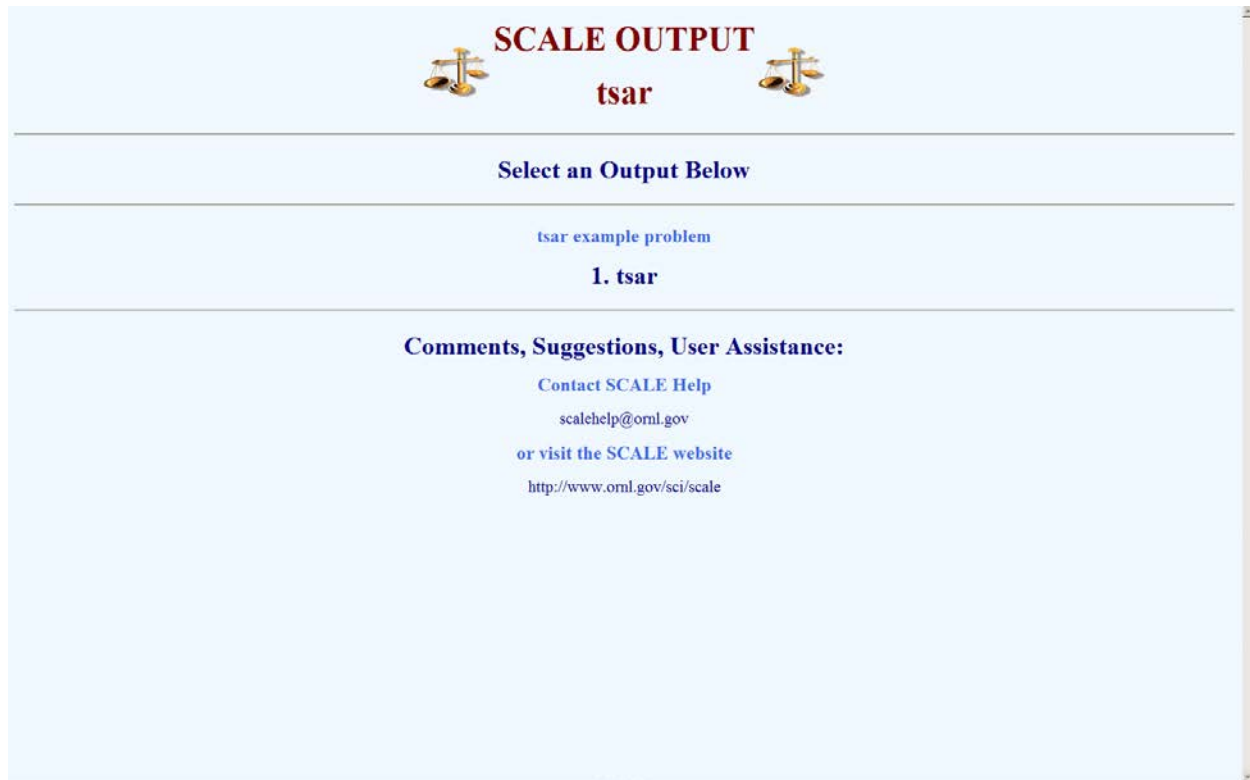 SCALE OUTPUT
tsar
Select an Output Below
tsar example problem
1. tsar
Comments, Suggestions, User Assistance:
Contact SCALE Help
scalehelp@ornl.gov
or visit the SCALE website
http://www.ornl.gov/sci/scale